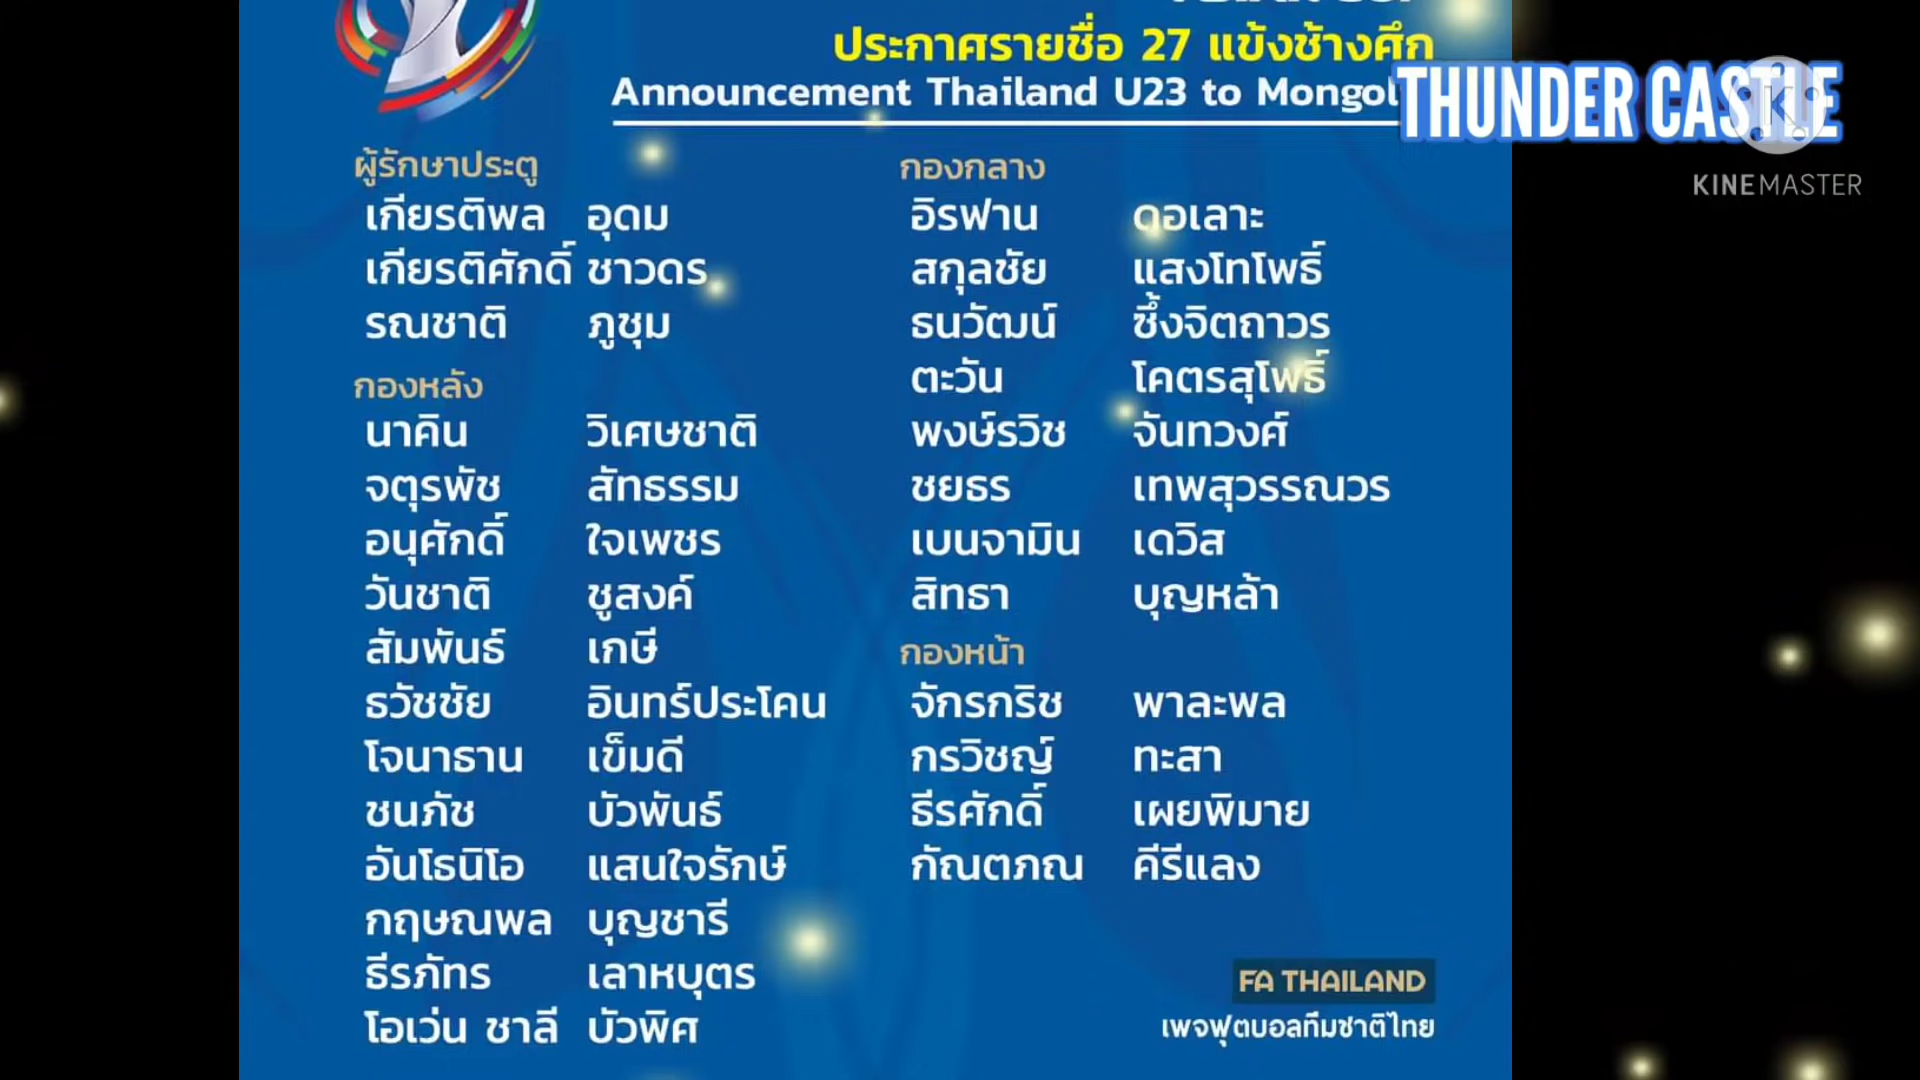 ประกาศรายชื่อ 27 แข้งช้างศึก
Announcement Thailand U23 to
THUNDER CASTLE
KINEMASTER
ผู้รักษาประตู
เกียรติพล อุดม
เกียรติศักดิ์ ชาวดร
รณชาติ ภูชุม
กองหลัง
นาคิน วิเศษชาติ
จตุรพัช สัทธรรม
อนุศักดิ์ ใจเพชร
วันชาติ ชูสงค์
สัมพันธ์ เกษี
ธวัชชัย อินทร์ประโคน
โจนาธาน เข็มดี
ชนภัช บัวพันธ์
อันโธนิโอ แสนใจรักษ์
กฤษณพล บุญชารี
ธีรภัทร เลาหบุตร
โอเว่น ชาลี บัวพิศ
กองกลาง
อิรฟาน ดอเลาะ
สกุลชัย แสงโทโพธิ์
ธนวัฒน์ ซึ้งจิตถาวร
ตะวัน โคตรสุโพธิ์
พงษ์รวิช จันทวงศ์
ชยธร เทพสุวรรณวร
เบนจามิน เดวิส
สิทธา บุญหล้า
กองหน้า
จักรกริช พาละพล
กรวิชญ์ ทะสา
ธีรศักดิ์ เผยพิมาย
กัณตภณ คีรีแลง
FA THAILAND
เพจฟุตบอลทีมชาติไทย